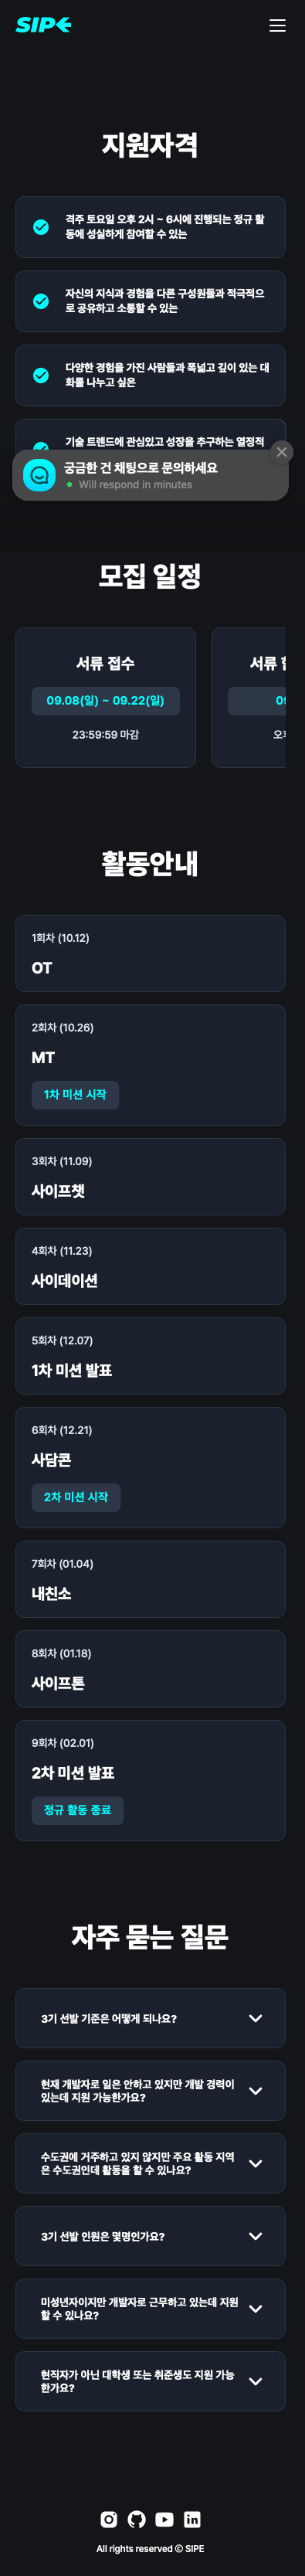 SIPE
지원자격
격주 토요일 오후 2시 ~ 6시에 진행되는 정규 활
동에 성실하게 참여할 수 있는
자신의 지식과 경험을 다른 구성원들과 적극적으
로 공유하고 소통할 수 있는
다양한 경험을 가진 사람들과 폭넓고 깊이 있는 대
화를 나누고 싶은
기술 트렌드에 관심있고 성장을 추구하는 열정적
궁금한 건 채팅으로 문의하세요
Will respond in minutes
모집 일정
서류 접수
서류
09.08(일) ~ 09.22(일)
23:59:59 마감
활동안내
1회차 (10.12)
OT
2회차 (10.26)
MT
1차 미션 시작
3회차 (11.09)
사이프챗
4회차 (11.23)
사이데이션
5회차 (12.07)
1차 미션 발표
6회차 (12.21)
사담콘
2차 미션 시작
7회차 (01.04)
내친소
8회차 (01.18)
사이프톤
9회차 (02.01)
2차 미션 발표
정규 활동 종료
자주 묻는 질문
3기 선발 기준은 어떻게 되나요?
현재 개발자로 일은 안하고 있지만 개발 경력이
있는데 지원 가능한가요?
수도권에 거주하고 있지 않지만 주요 활동 지역
은 수도권인데 활동을 할 수 있나요?
3기 선발 인원은 몇명인가요?
미성년자이지만 개발자로 근무하고 있는데 지원
할 수 있나요?
현직자가 아닌 대학생 또는 취준생도 지원 가능
한가요?
All rights reserved ⓒ SIPE